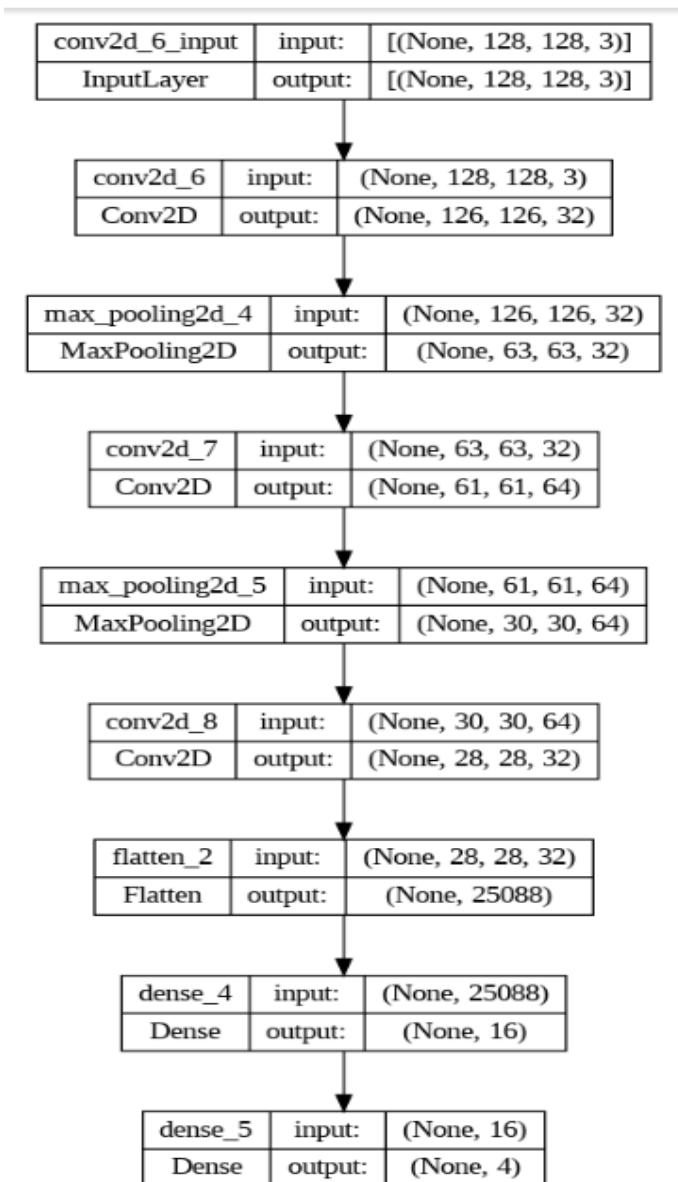 conv2d_6_input input: [(None, 128, 128, 3)]
InputLayer output: [(None, 128, 128, 3)]
conv2d_6 input: (None, 128, 128, 3)
Conv2D output: (None, 126, 126, 32)
max_pooling2d_4 input: (None, 126, 126, 32)
MaxPooling2D output: (None, 63, 63, 32)
conv2d_7 input: (None, 63, 63, 32)
Conv2D output: (None, 61, 61, 64)
max_pooling2d_5 input: (None, 61, 61, 64)
MaxPooling2D output: (None, 30, 30, 64)
conv2d_8 input: (None, 30, 30, 64)
Conv2D output: (None, 28, 28, 32)
flatten_2 input: (None, 28, 28, 32)
Flatten output: (None, 25088)
dense_4 input: (None, 25088)
Dense output: (None, 16)
dense_5 input: (None, 16)
Dense output: (None, 4)